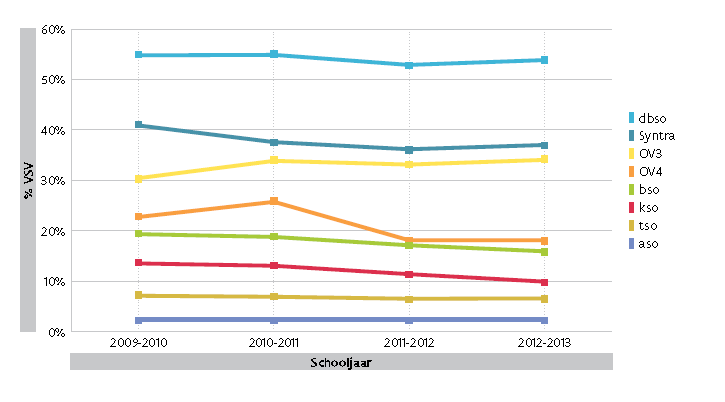 60%
50%
40%
30%
20%
10%
0%
% VSV
2009-2010
2010-2011
2011-2012
2012-2013
Schooljaar
dbso
Syntra
OV3
OV4
bso
kso
tso
aso